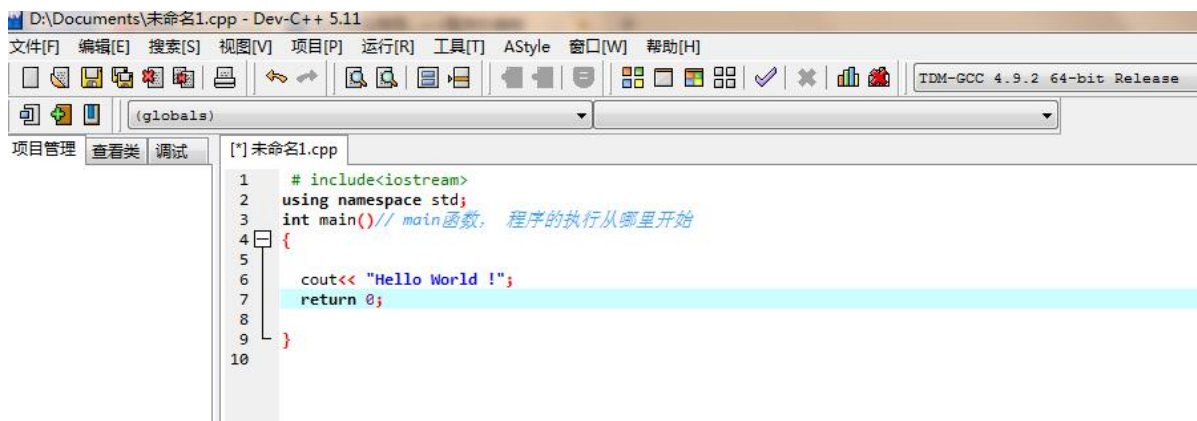 D:\Documents\未命名1.cpp - Dev-C++ 5.11
文件[F] 编辑[E] 搜索[S] 视图[V] 项目[P] 运行[R] 工具[T] AStyle 窗口[W] 帮助[H]
TDM-GCC 4.9.2 64-bit Release
(globals)
项目管理 查看类 调试 [*] 未命名1.cpp
1 # include<iostream>
2 using namespace std;
3 int main()// main函数, 程序的执行从哪里开始
4 {
5
6 cout<< "Hello World !";
7 return 0;
8
9 }
10